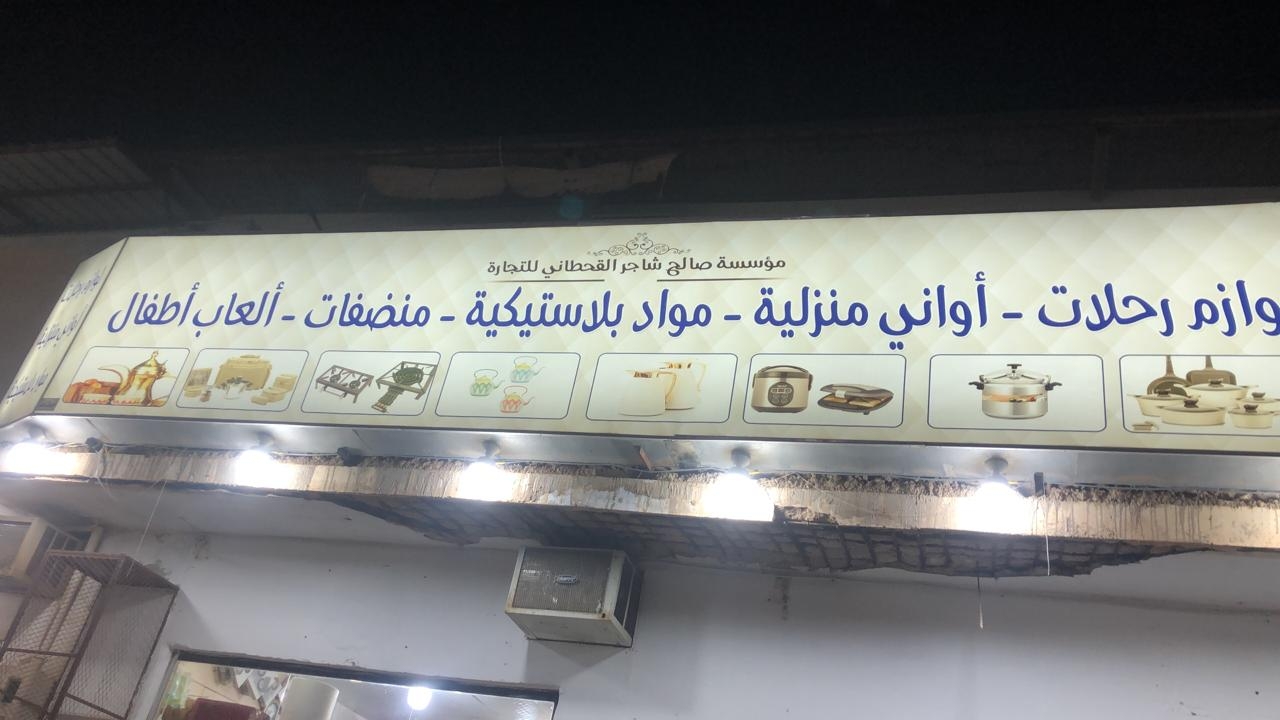 مؤسسة صالح شاجر القحطاني للتجارة
وازم رحلات - أواني منزلية - مواد بلاستيكية - منضفات - ألعاب أطفال